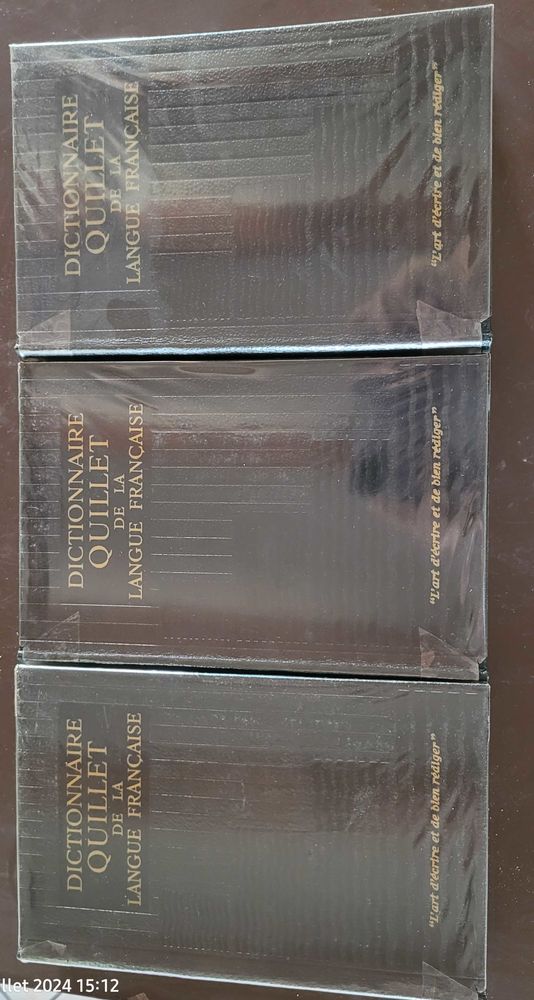 DICTIONNAIRE
QUILLET
DE LA
LANGUE FRANÇAISE
"L'art d'écrire et de bien rédiger"
DICTIONNAIRE
QUILLET
DE LA
LANGUE FRANÇAISE
"L'art d'écrire et de bien rédiger"
DICTIONNAIRE
QUILLET
DE LA
LANGUE FRANÇAISE
"L'art d'écrire et de bien rédiger"
llet 2024 15:12